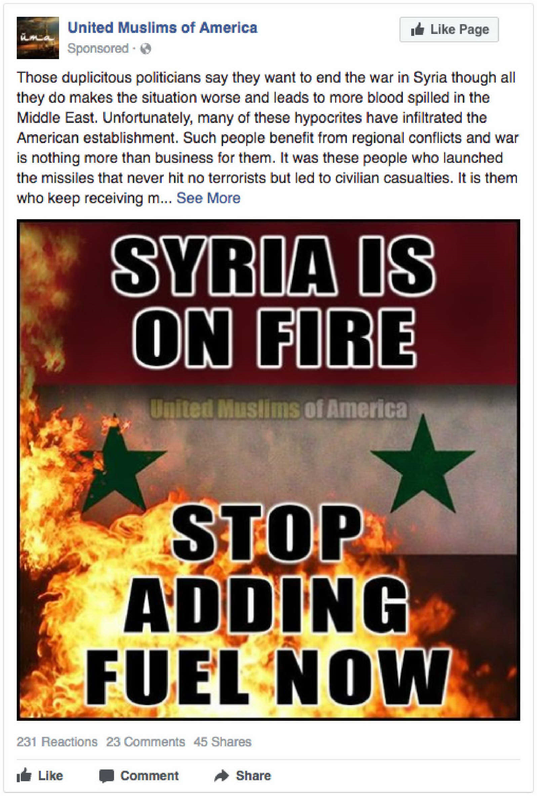 United Muslims of America
Like Page
Sponsored ·
üma
Those duplicitous politicians say they want to end the war in Syria though all
they do makes the situation worse and leads to more blood spilled in the
Middle East. Unfortunately, many of these hypocrites have infiltrated the
American establishment. Such people benefit from regional conflicts and war
is nothing more than business for them. It was these people who launched
the missiles that never hit no terrorists but led to civilian casualties. It is them
who keep receiving m... See More
SYRIA IS
ON FIRE
United Muslims of America
STOP
ADDING
FUEL NOW
231 Reactions 23 Comments 45 Shares
Like Comment Share